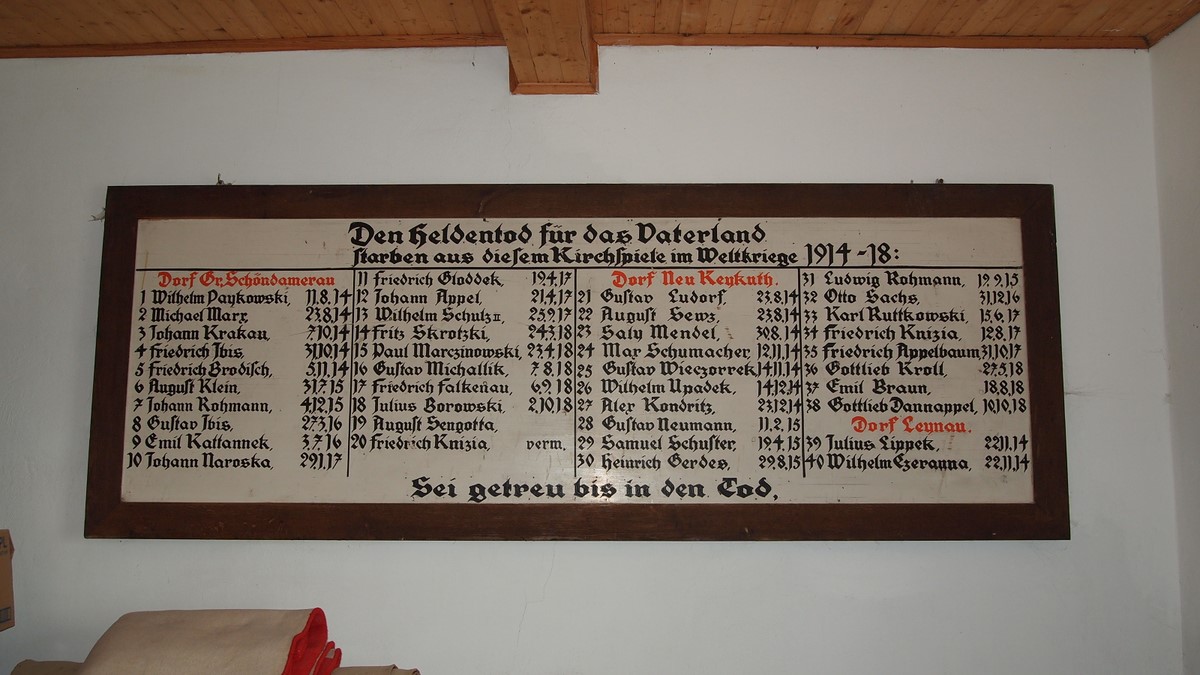 Den Heldentod für das Vaterland
starben aus diesem Kirchspiele im Weltkriege 1914-18:
Dorf Gr. Schöndamerau
1 Wilhelm Paykowski, 11.8.14
2 Michael Marx, 23.8.14
3 Johann Krakau, 7.10.14
4 Friedrich Ibis, 31.10.14
5 Friedrich Brodisch, 5.11.14
6 August Klein, 31.7.15
7 Johann Rohmann, 4.12.15
8 Gustav Ibis, 27.3.16
9 Emil Kattannek, 3.7.16
10 Johann Naroska, 29.1.17
11 Friedrich Gloddek, 19.4.17
12 Johann Appel, 21.4.17
13 Wilhelm Schulz II, 25.9.17
14 Fritz Skrotzki, 24.3.18
15 Paul Marczinowski, 23.4.18
16 Gustav Michallik, 7.8.18
17 Friedrich Falkenau, 6.9.18
18 Julius Borowski, 2.10.18
19 August Sengotta,
20 Friedrich Knizia, verm.
Dorf Neu Keykuth.
21 Gustav Ludorf, 23.8.14
22 August Sews, 23.8.14
23 Saly Mendel, 30.8.14
24 Max Schumacher, 12.11.14
25 Gustav Wieczorrek, 14.11.14
26 Wilhelm Upadek, 14.12.14
27 Alex Kondritz, 23.12.14
28 Gustav Neumann, 11.2.15
29 Samuel Schuster, 19.4.15
30 Heinrich Gerdes, 29.8.15
31 Ludwig Rohmann, 19.9.15
32 Otto Sachs, 31.12.16
33 Karl Ruttkowski, 15.6.17
34 Friedrich Knizia, 12.8.17
35 Friedrich Appelbaum, 31.10.17
36 Gottlieb Kroll, 27.5.18
37 Emil Braun, 18.8.18
38 Gottlieb Dannappel, 10.10.18
Dorf Leynau.
39 Julius Lippek, 22.11.14
40 Wilhelm Czeranna, 22.11.14
Sei getreu bis in den Tod,